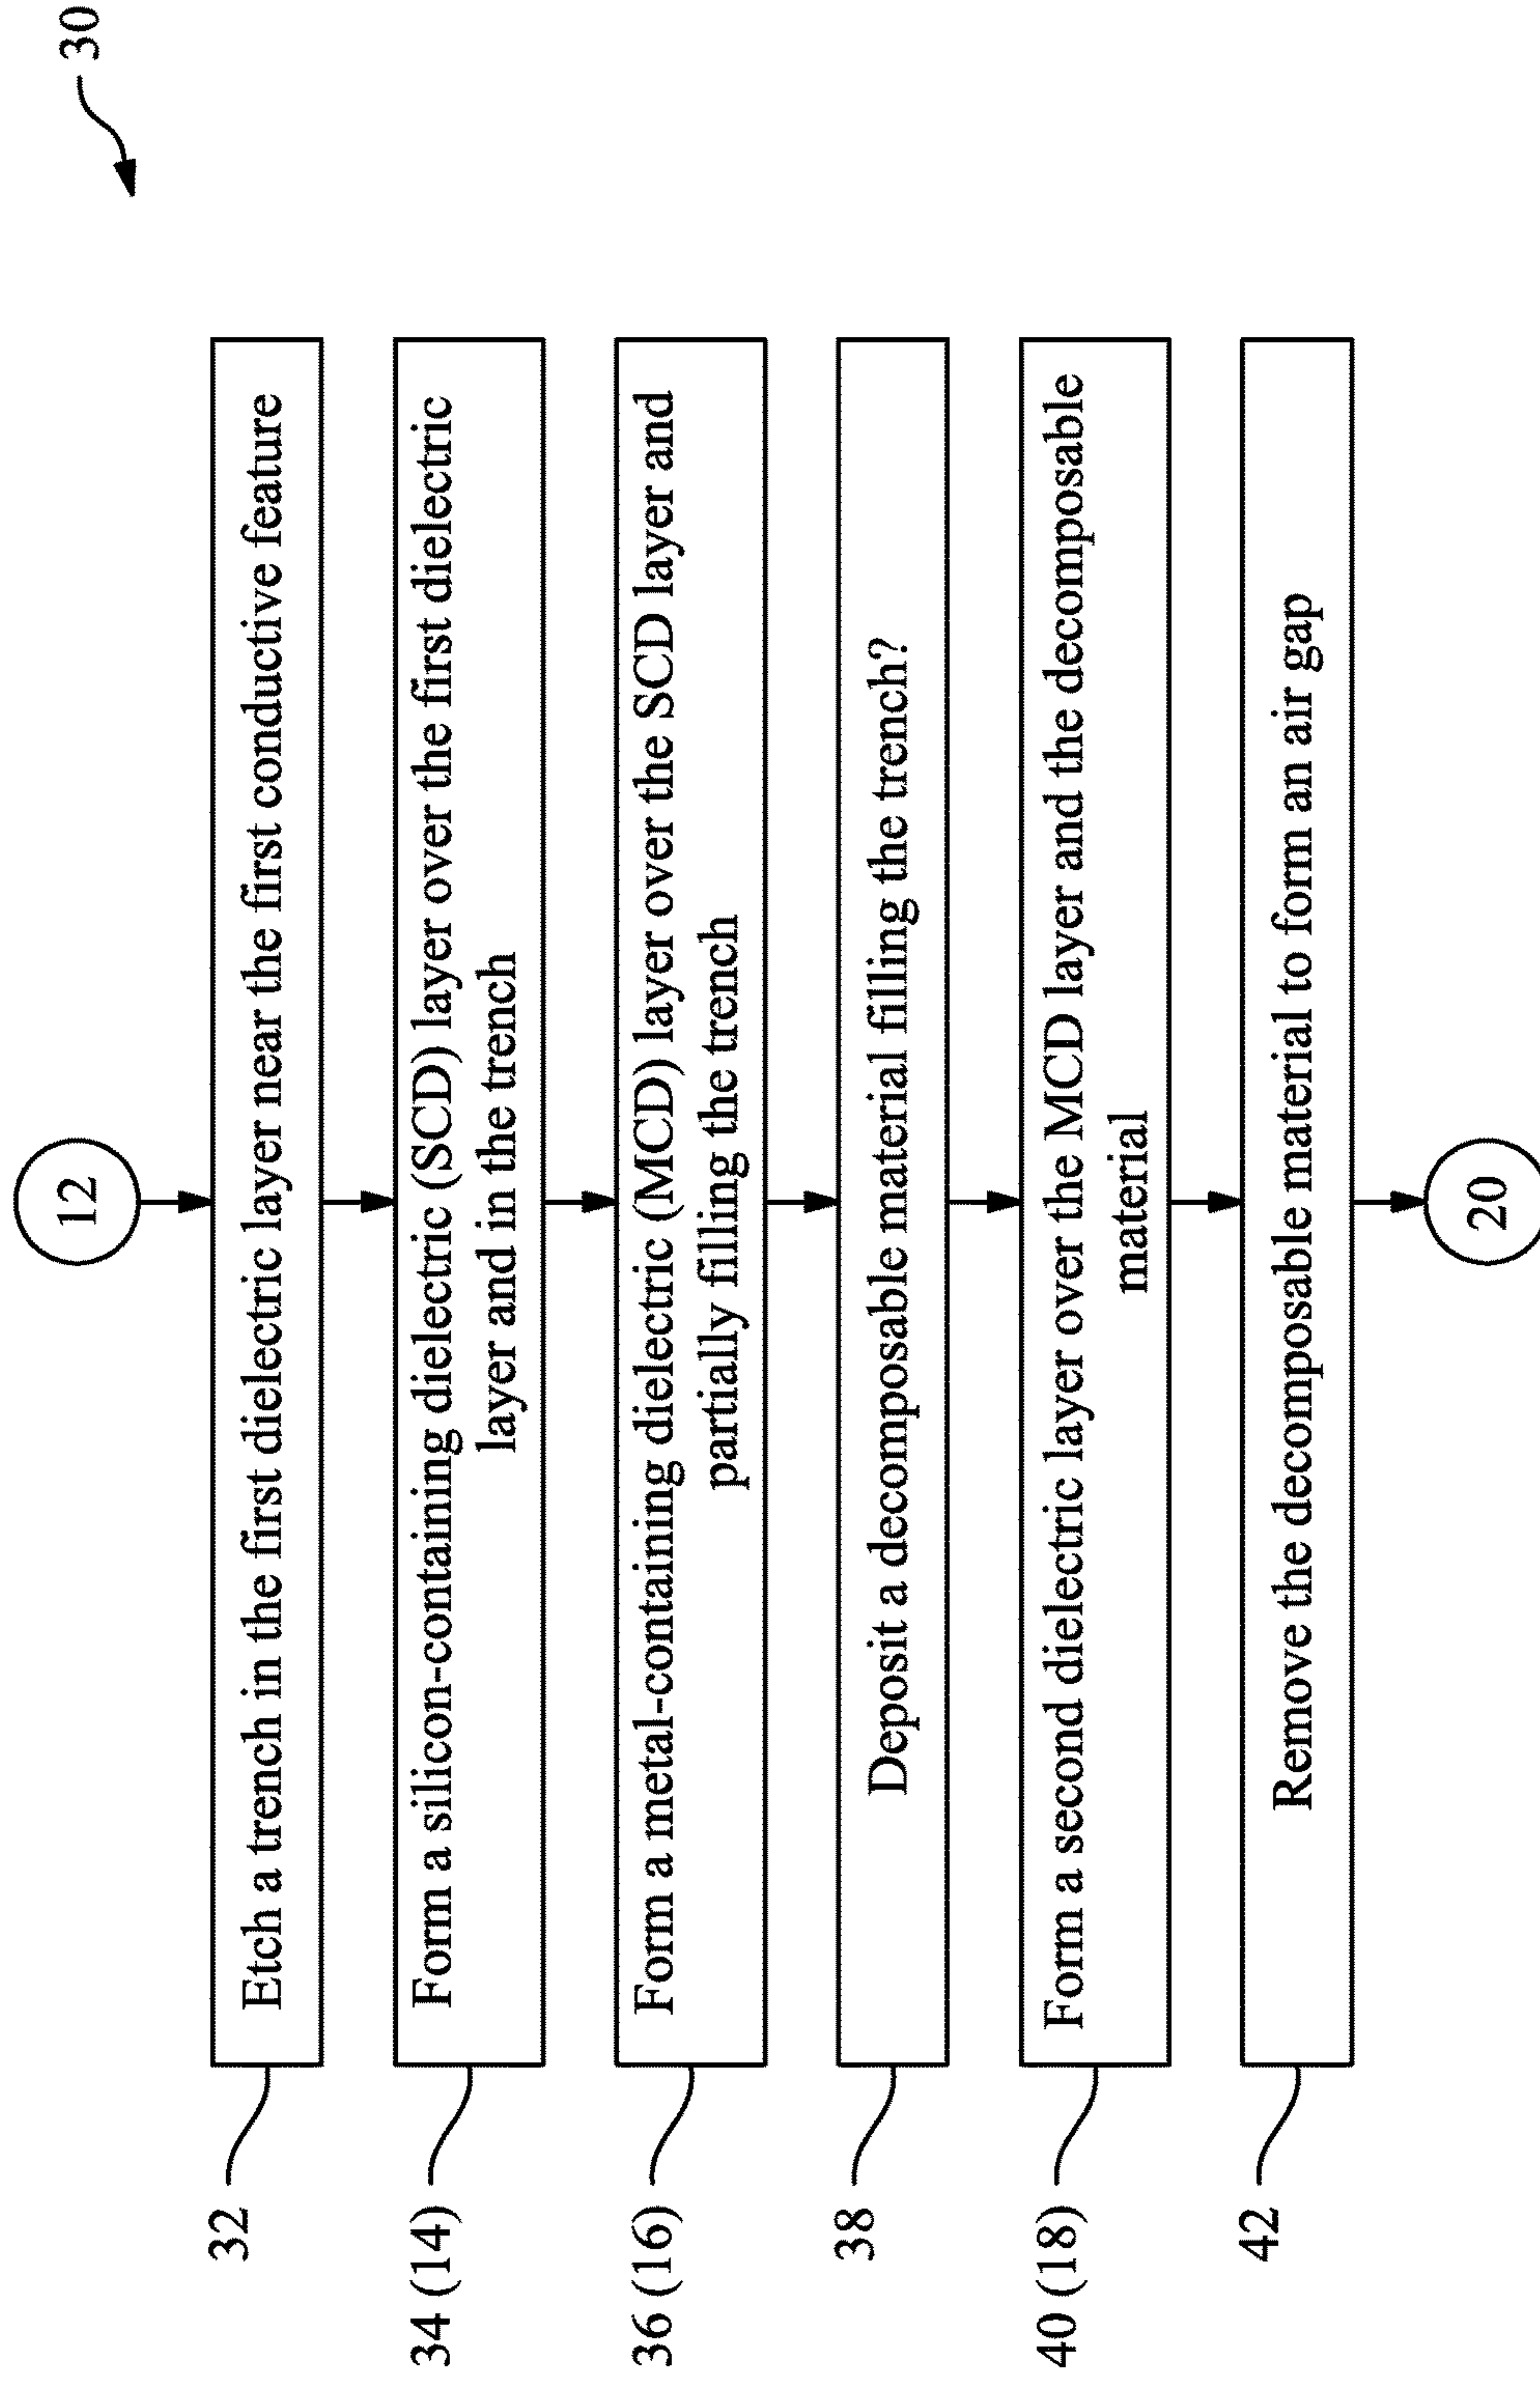 30
12
32
Etch a trench in the first dielectric layer near the first conductive feature
34 (14)
Form a silicon-containing dielectric (SCD) layer over the first dielectric
layer and in the trench
36 (16)
Form a metal-containing dielectric (MCD) layer over the SCD layer and
partially filling the trench
38
Deposit a decomposable material filling the trench?
40 (18)
Form a second dielectric layer over the MCD layer and the decomposable
material
42
Remove the decomposable material to form an air gap
20